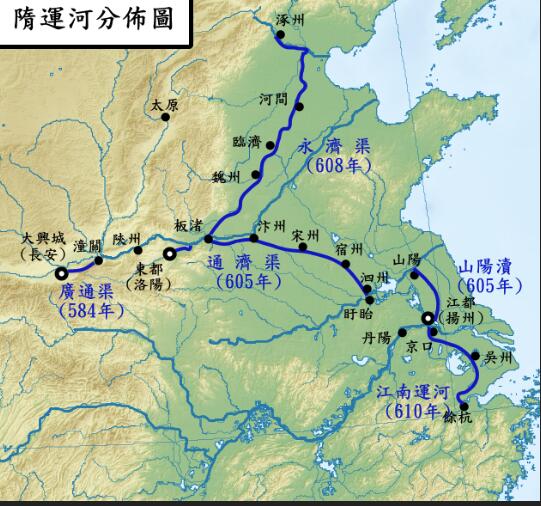 隋運河分佈圖
涿州
太原
河間
臨濟
永濟渠
(608年)
魏州
大興城
(長安)
潼關
陝州
板渚
汴州
宋州
宿州
山陽
山陽瀆
(605年)
東都
(洛陽)
通濟渠
(605年)
泗州
廣通渠
(584年)
盱眙
江都
(揚州)
丹陽
京口
吳州
江南運河
(610年)
餘杭